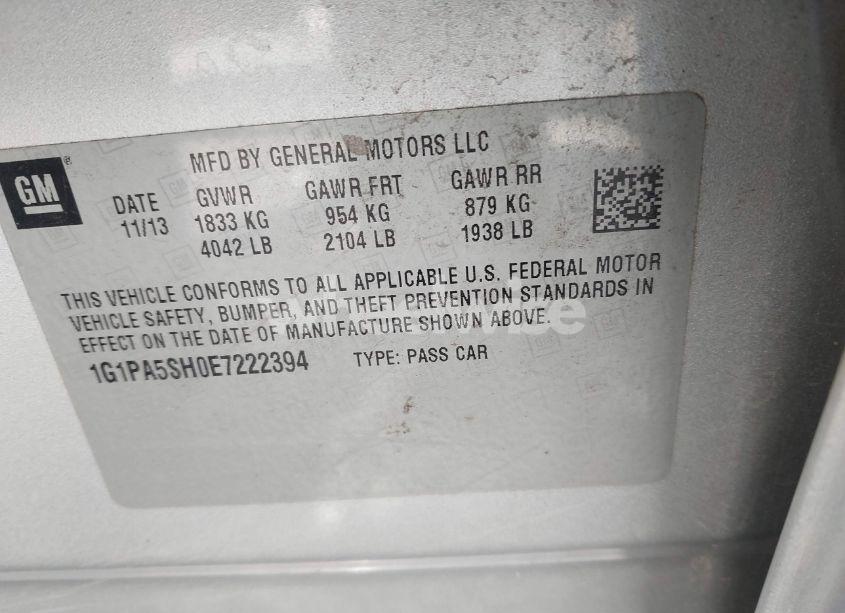 GM
MFD BY GENERAL MOTORS LLC
DATE GVWR GAWR FRT GAWR RR
11/13 1833 KG 954 KG 879 KG
4042 LB 2104 LB 1938 LB
THIS VEHICLE CONFORMS TO ALL APPLICABLE U.S. FEDERAL MOTOR
VEHICLE SAFETY, BUMPER, AND THEFT PREVENTION STANDARDS IN
EFFECT ON THE DATE OF MANUFACTURE SHOWN ABOVE.
1G1PA5SH0E7222394 TYPE: PASS CAR